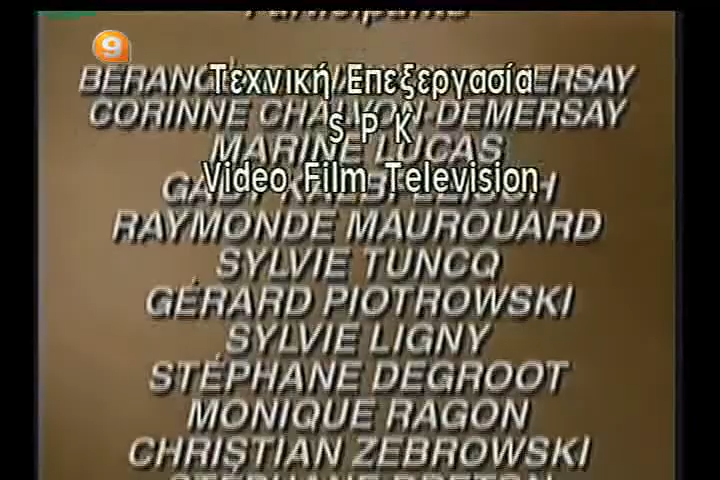 9
Τεχνική Επεξεργασία
CORINNE CHALVON-DEMERSAY
S P K
MARINE LUCAS
Video Film Television
RAYMONDE MAUROUARD
SYLVIE TUNCQ
GÉRARD PIOTROWSKI
SYLVIE LIGNY
STÉPHANE DEGROOT
MONIQUE RAGON
CHRISTIAN ZEBROWSKI